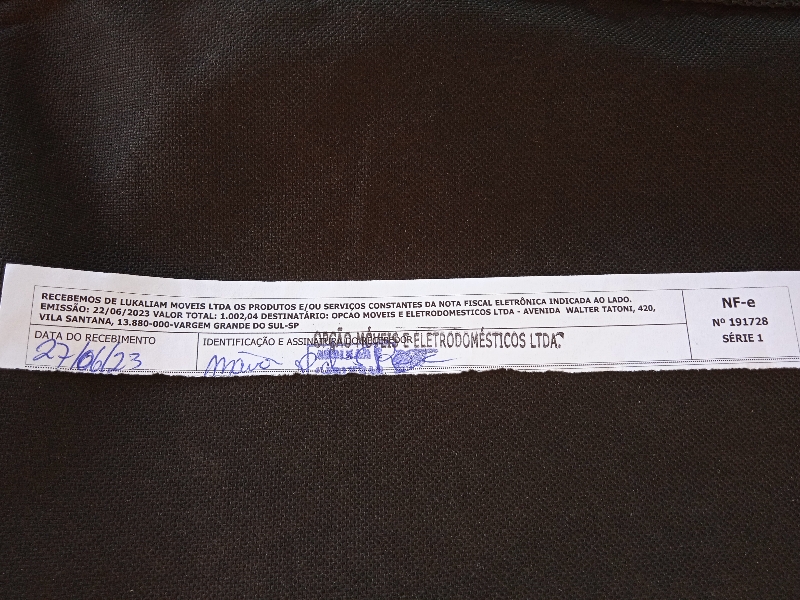 RECEBEMOS DE LUKALIAM MOVEIS LTDA OS PRODUTOS E/OU SERVIÇOS CONSTANTES DA NOTA FISCAL ELETRÔNICA INDICADA AO LADO.
EMISSÃO: 22/06/2023 VALOR TOTAL: 1.002,04 DESTINATÁRIO: OPCAO MOVEIS E ELETRODOMESTICOS LTDA - AVENIDA WALTER TATONI, 420,
VILA SANTANA, 13.880-000-VARGEM GRANDE DO SUL-SP
NF-e
Nº 191728
SÉRIE 1
DATA DO RECEBIMENTO
27/06/23
IDENTIFICAÇÃO E ASSINATURA DO RECEBEDOR
OPÇÃO MÓVEIS E ELETRODOMÉSTICOS LTDA